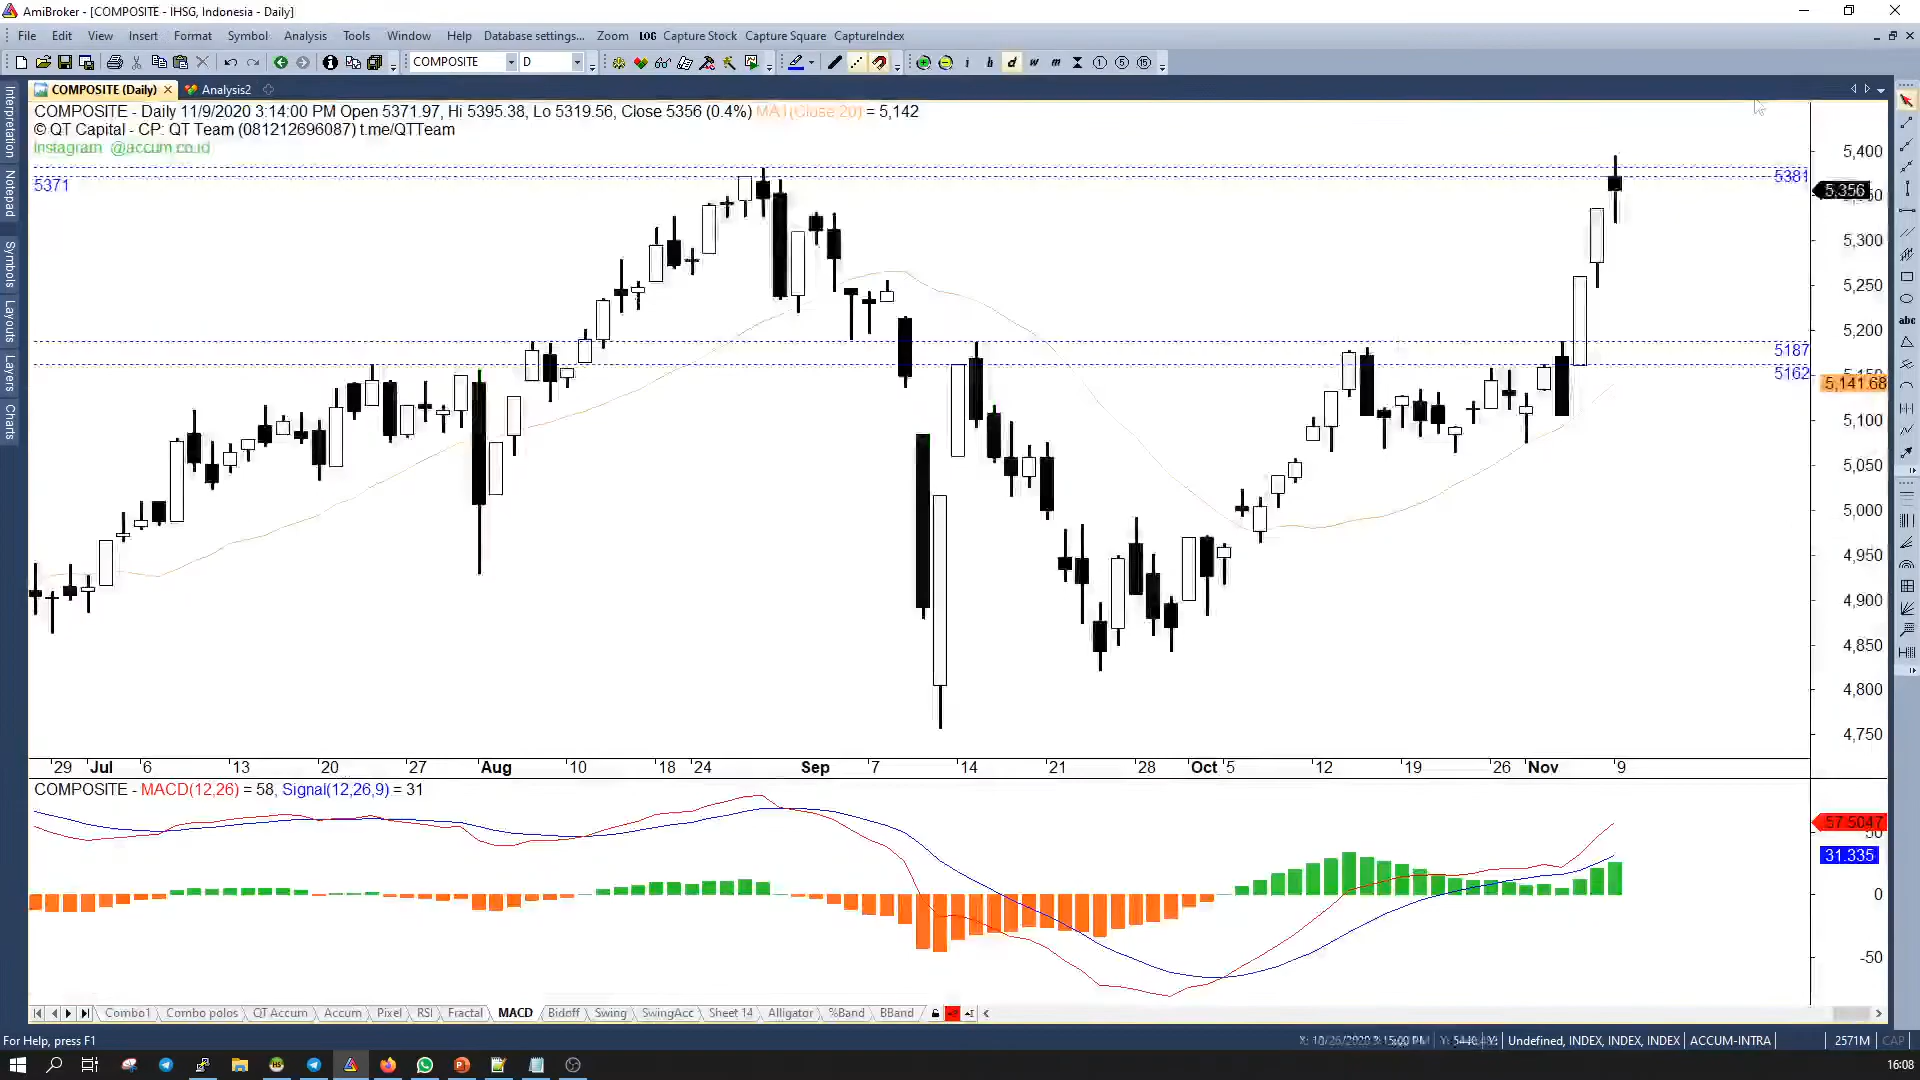 AmiBroker - [COMPOSITE - IHSG, Indonesia - Daily]
File Edit View Insert Format Symbol Analysis Tools Window Help Database settings... Zoom LOG Capture Stock Capture Square CaptureIndex
COMPOSITE D
COMPOSITE (Daily) Analysis2
COMPOSITE - Daily 11/9/2020 3:14:00 PM Open 5371.97, Hi 5395.38, Lo 5319.56, Close 5356 (0.4%) MA1(Close,20) = 5,142
© QT Capital - CP: QT Team (081212696087) t.me/QTTeam
Instagram @accum.co.id
Interpretation
Notepad
Symbols
Layouts
Layers
Charts
5371
5381
5187
5162
5,400
5,356
5,300
5,250
5,200
5,141.68
5,100
5,050
5,000
4,950
4,900
4,850
4,800
4,750
29 Jul 6 13 20 27 Aug 10 18 24 Sep 7 14 21 28 Oct 5 12 19 26 Nov 9
COMPOSITE - MACD(12,26) = 58, Signal(12,26,9) = 31
57.5047
31.335
0
-50
Combo1 Combo polos QT Accum Accum Pixel RSI Fractal MACD Bidoff Swing SwingAcc Sheet 14 Alligator %Band BBand
For Help, press F1
Undefined, INDEX, INDEX, INDEX ACCUM-INTRA 2571M CAP
16:08